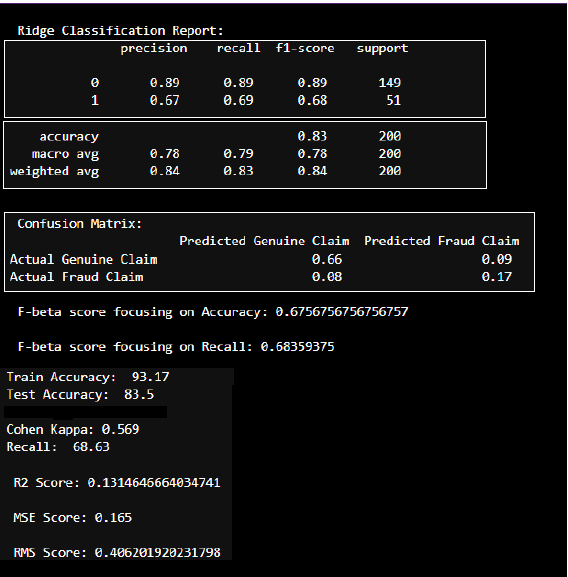 Ridge Classification Report:
precision recall f1-score support
0 0.89 0.89 0.89 149
1 0.67 0.69 0.68 51
accuracy 0.83 200
macro avg 0.78 0.79 0.78 200
weighted avg 0.84 0.83 0.84 200
Confusion Matrix:
Predicted Genuine Claim Predicted Fraud Claim
Actual Genuine Claim 0.66 0.09
Actual Fraud Claim 0.08 0.17
F-beta score focusing on Accuracy: 0.6756756756756757
F-beta score focusing on Recall: 0.68359375
Train Accuracy: 93.17
Test Accuracy: 83.5
Cohen Kappa: 0.569
Recall: 68.63
R2 Score: 0.1314646664034741
MSE Score: 0.165
RMS Score: 0.406201920231798